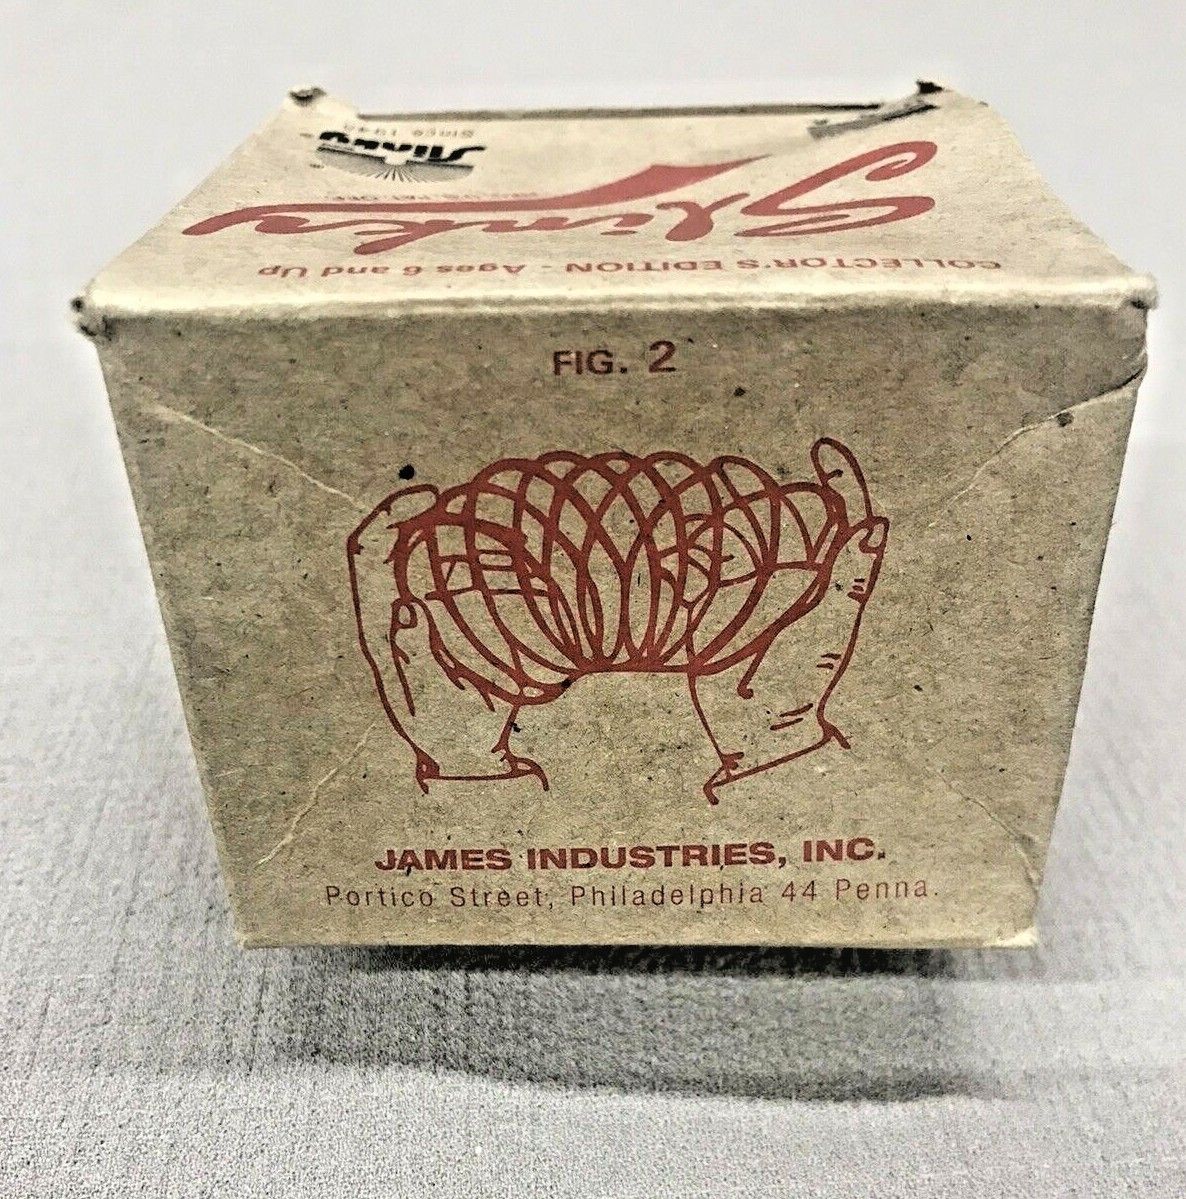 Slinky
Since 1945
Slinky
COLLECTOR'S EDITION - Ages 6 and Up
FIG. 2
JAMES INDUSTRIES, INC.
Portico Street, Philadelphia 44 Penna.